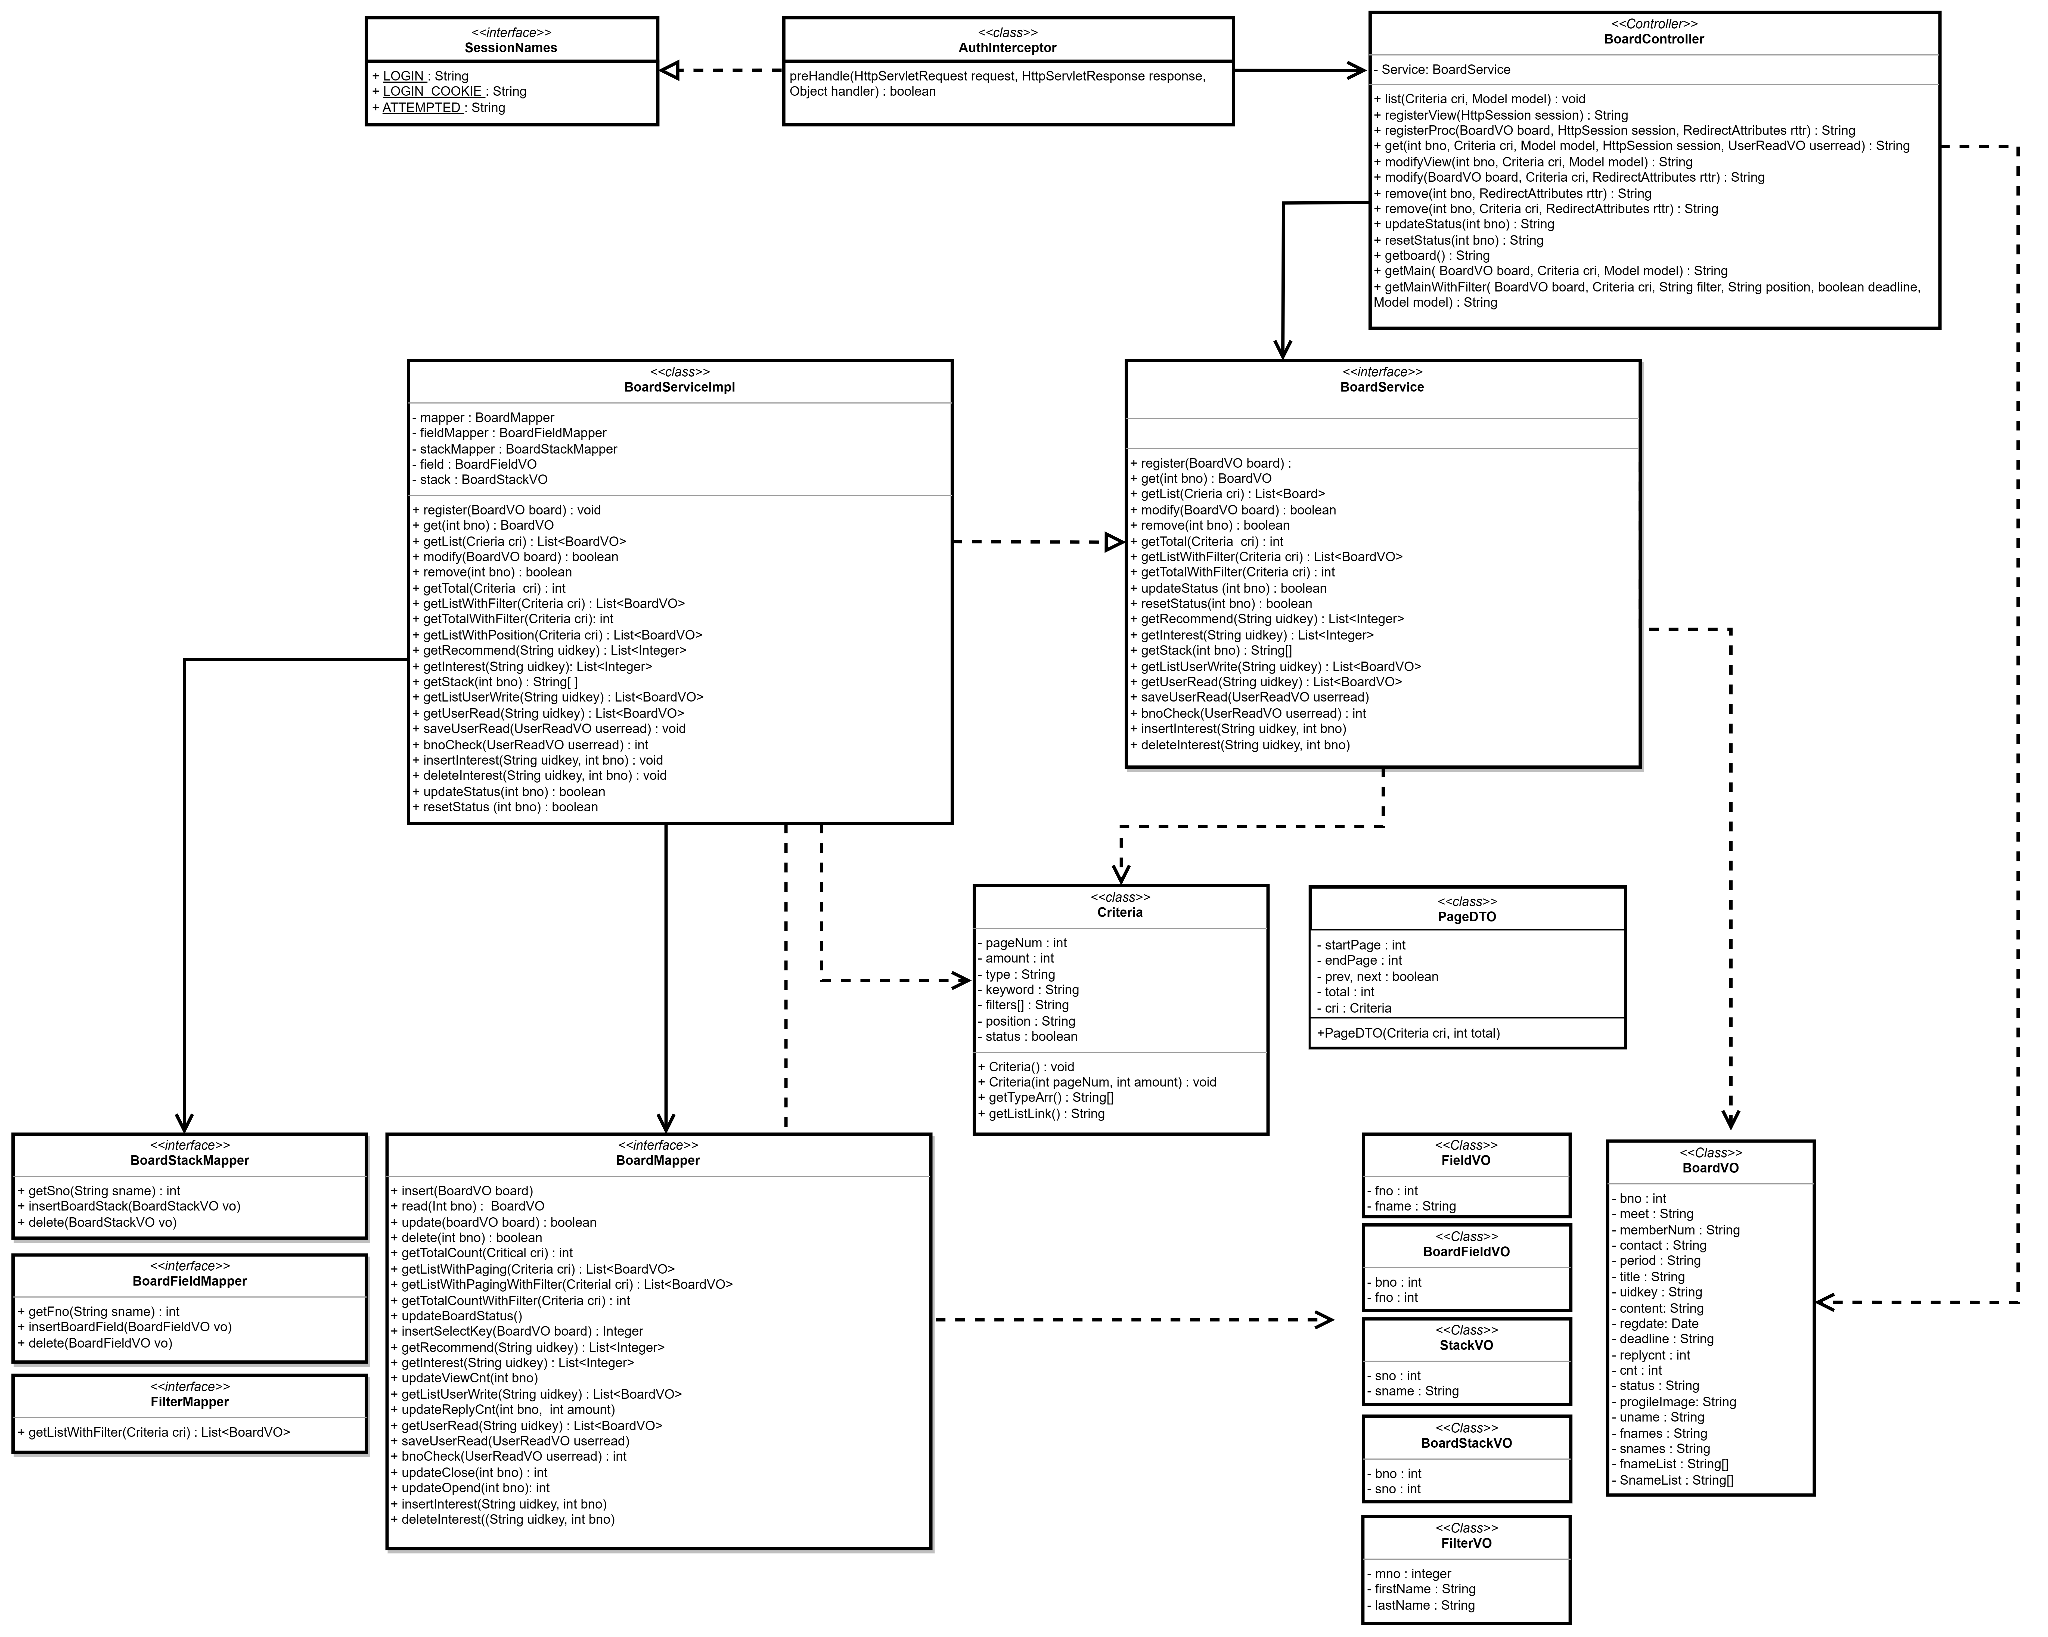 <<interface>>
SessionNames
+ LOGIN : String
+ LOGIN_COOKIE : String
+ ATTEMPTED : String
<<class>>
AuthInterceptor
preHandle(HttpServletRequest request, HttpServletResponse response,
Object handler) : boolean
<<Controller>>
BoardController
- Service: BoardService
+ list(Criteria cri, Model model) : void
+ registerView(HttpSession session) : String
+ registerProc(BoardVO board, HttpSession session, RedirectAttributes rttr) : String
+ get(int bno, Criteria cri, Model model, HttpSession session, UserReadVO userread) : String
+ modifyView(int bno, Criteria cri, Model model) : String
+ modify(BoardVO board, Criteria cri, RedirectAttributes rttr) : String
+ remove(int bno, RedirectAttributes rttr) : String
+ remove(int bno, Criteria cri, RedirectAttributes rttr) : String
+ updateStatus(int bno) : String
+ resetStatus(int bno) : String
+ getboard() : String
+ getMain( BoardVO board, Criteria cri, Model model) : String
+ getMainWithFilter( BoardVO board, Criteria cri, String filter, String position, boolean deadline,
Model model) : String
<<class>>
BoardServiceImpl
- mapper : BoardMapper
- fieldMapper : BoardFieldMapper
- stackMapper : BoardStackMapper
- field : BoardFieldVO
- stack : BoardStackVO
+ register(BoardVO board) : void
+ get(int bno) : BoardVO
+ getList(Crieria cri) : List<BoardVO>
+ modify(BoardVO board) : boolean
+ remove(int bno) : boolean
+ getTotal(Criteria  cri) : int
+ getListWithFilter(Criteria cri) : List<BoardVO>
+ getTotalWithFilter(Criteria cri): int
+ getListWithPosition(Criteria cri) : List<BoardVO>
+ getRecommend(String uidkey) : List<Integer>
+ getInterest(String uidkey): List<Integer>
+ getStack(int bno) : String[ ]
+ getListUserWrite(String uidkey) : List<BoardVO>
+ getUserRead(String uidkey) : List<BoardVO>
+ saveUserRead(UserReadVO userread) : void
+ bnoCheck(UserReadVO userread) : int
+ insertInterest(String uidkey, int bno) : void
+ deleteInterest(String uidkey, int bno) : void
+ updateStatus(int bno) : boolean
+ resetStatus (int bno) : boolean
<<interface>>
BoardService
+ register(BoardVO board) :
+ get(int bno) : BoardVO
+ getList(Crieria cri) : List<Board>
+ modify(BoardVO board) : boolean
+ remove(int bno) : boolean
+ getTotal(Criteria  cri) : int
+ getListWithFilter(Criteria cri) : List<BoardVO>
+ getTotalWithFilter(Criteria cri) : int
+ updateStatus (int bno) : boolean
+ resetStatus(int bno) : boolean
+ getRecommend(String uidkey) : List<Integer>
+ getInterest(String uidkey) : List<Integer>
+ getStack(int bno) : String[]
+ getListUserWrite(String uidkey) : List<BoardVO>
+ getUserRead(String uidkey) : List<BoardVO>
+ saveUserRead(UserReadVO userread)
+ bnoCheck(UserReadVO userread) : int
+ insertInterest(String uidkey, int bno)
+ deleteInterest(String uidkey, int bno)
<<class>>
Criteria
- pageNum : int
- amount : int
- type : String
- keyword : String
- filters[] : String
- position : String
- status : boolean
+ Criteria() : void
+ Criteria(int pageNum, int amount) : void
+ getTypeArr() : String[]
+ getListLink() : String
<<class>>
PageDTO
- startPage : int
- endPage : int
- prev, next : boolean
- total : int
- cri : Criteria
+PageDTO(Criteria cri, int total)
<<interface>>
BoardStackMapper
+ getSno(String sname) : int
+ insertBoardStack(BoardStackVO vo)
+ delete(BoardStackVO vo)
<<interface>>
BoardFieldMapper
+ getFno(String sname) : int
+ insertBoardField(BoardFieldVO vo)
+ delete(BoardFieldVO vo)
<<interface>>
FilterMapper
+ getListWithFilter(Criteria cri) : List<BoardVO>
<<interface>>
BoardMapper
+ insert(BoardVO board)
+ read(Int bno) :  BoardVO
+ update(boardVO board) : boolean
+ delete(int bno) : boolean
+ getTotalCount(Critical cri) : int
+ getListWithPaging(Criteria cri) : List<BoardVO>
+ getListWithPagingWithFilter(Criterial cri) : List<BoardVO>
+ getTotalCountWithFilter(Criteria cri) : int
+ updateBoardStatus()
+ insertSelectKey(BoardVO board) : Integer
+ getRecommend(String uidkey) : List<Integer>
+ getInterest(String uidkey) : List<Integer>
+ updateViewCnt(int bno)
+ getListUserWrite(String uidkey) : List<BoardVO>
+ updateReplyCnt(int bno,  int amount)
+ getUserRead(String uidkey) : List<BoardVO>
+ saveUserRead(UserReadVO userread)
+ bnoCheck(UserReadVO userread) : int
+ updateClose(int bno) : int
+ updateOpend(int bno): int
+ insertInterest(String uidkey, int bno)
+ deleteInterest((String uidkey, int bno)
<<Class>>
FieldVO
- fno : int
- fname : String
<<Class>>
BoardFieldVO
- bno : int
- fno : int
<<Class>>
StackVO
- sno : int
- sname : String
<<Class>>
BoardStackVO
- bno : int
- sno : int
<<Class>>
FilterVO
- mno : integer
- firstName : String
- lastName : String
<<Class>>
BoardVO
- bno : int
- meet : String
- memberNum : String
- contact : String
- period : String
- title : String
- uidkey : String
- content: String
- regdate: Date
- deadline : String
- replycnt : int
- cnt : int
- status : String
- progileImage: String
- uname : String
- fnames : String
- snames : String
- fnameList : String[]
- SnameList : String[]